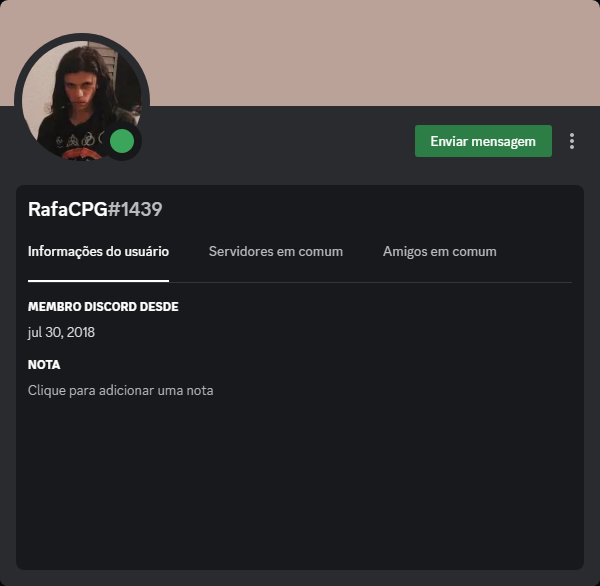 Enviar mensagem
RafaCPG#1439
Informações do usuário Servidores em comum Amigos em comum
MEMBRO DISCORD DESDE
jul 30, 2018
NOTA
Clique para adicionar uma nota